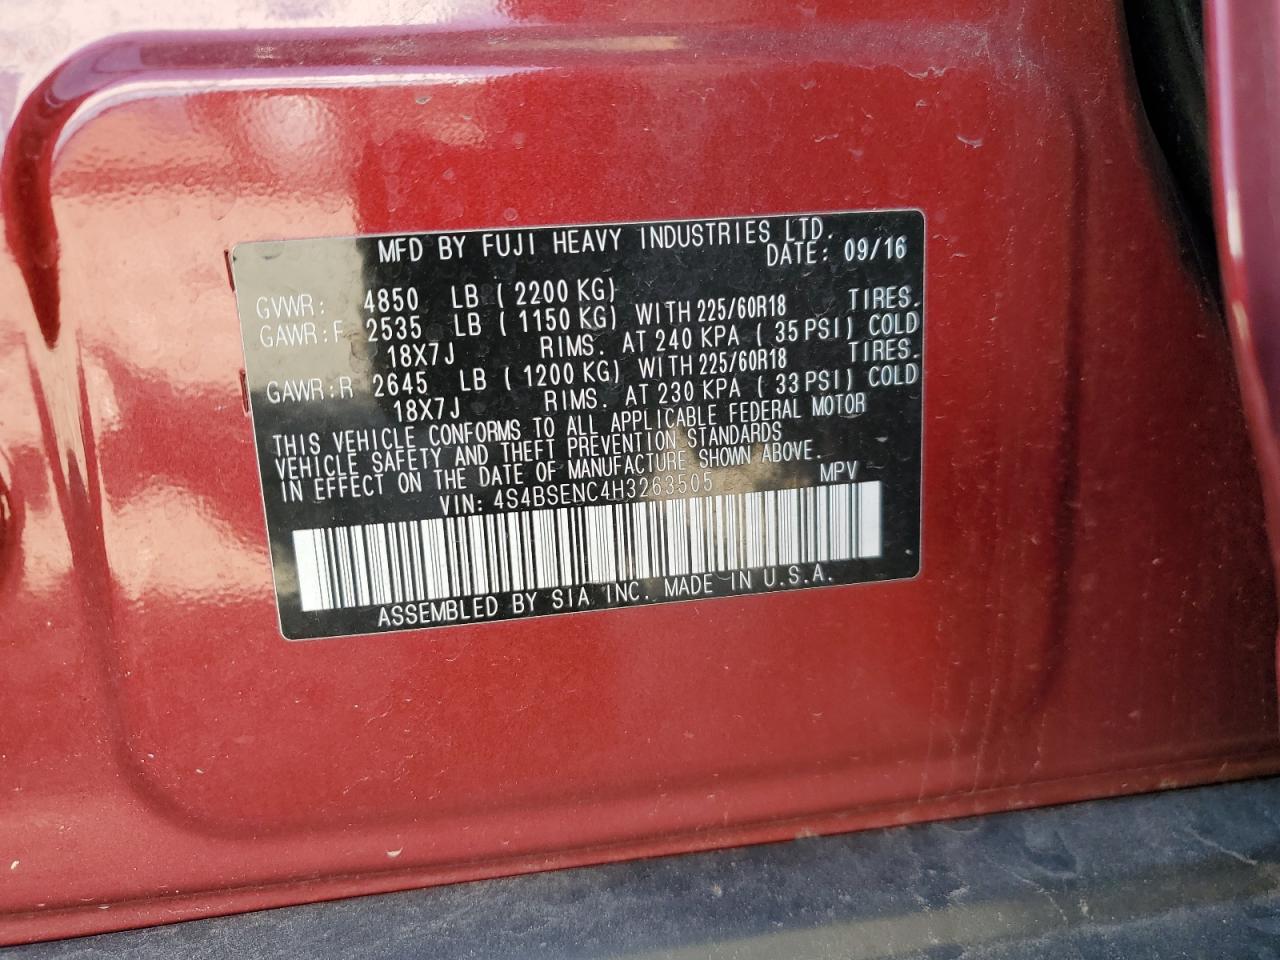 MFD BY FUJI HEAVY INDUSTRIES LTD.
DATE: 09/16
GVWR: 4850 LB ( 2200 KG)
GAWR:F 2535 LB ( 1150 KG) WITH 225/60R18 TIRES.
18X7J RIMS. AT 240 KPA ( 35 PSI) COLD
GAWR:R 2645 LB ( 1200 KG) WITH 225/60R18 TIRES.
18X7J RIMS. AT 230 KPA ( 33 PSI) COLD
THIS VEHICLE CONFORMS TO ALL APPLICABLE FEDERAL MOTOR
VEHICLE SAFETY AND THEFT PREVENTION STANDARDS
IN EFFECT ON THE DATE OF MANUFACTURE SHOWN ABOVE.
VIN: 4S4BSENC4H3263505 MPV
ASSEMBLED BY SIA INC. MADE IN U.S.A.